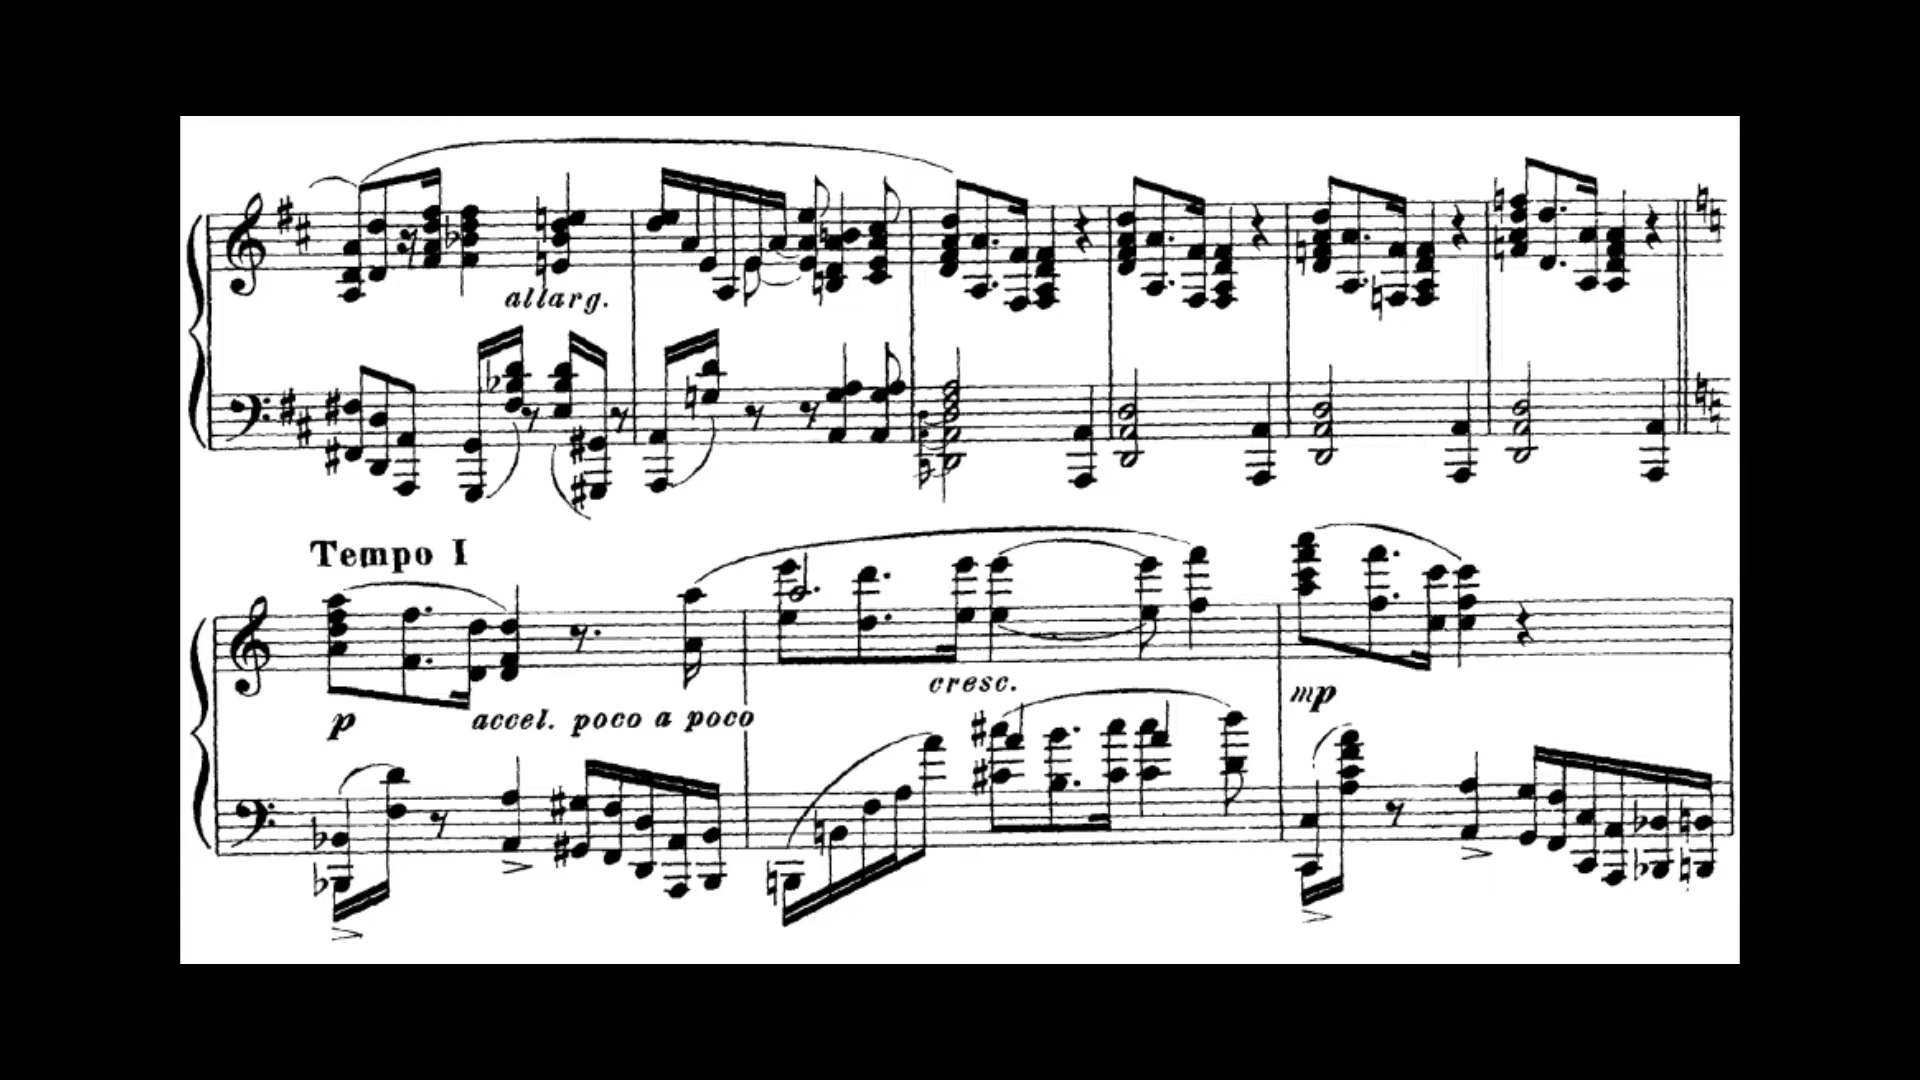 allarg.
Tempo I
cresc.
mp
p
accel. poco a poco